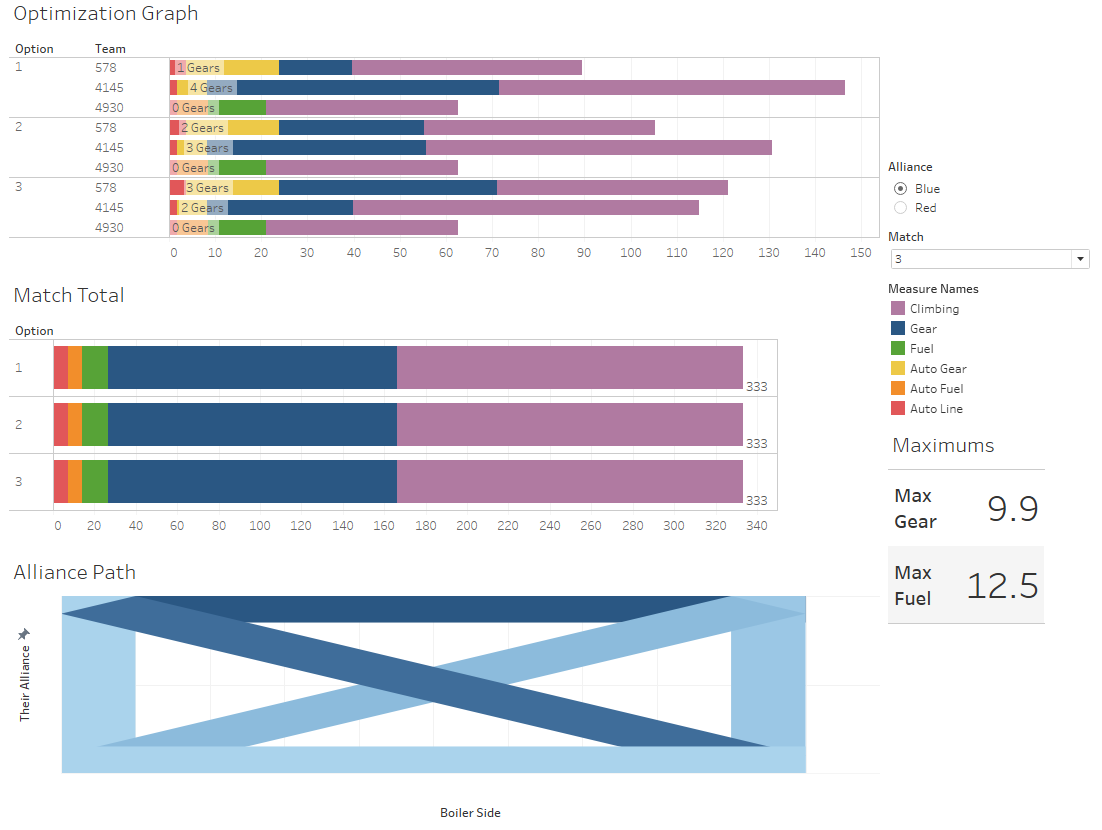 Optimization Graph
Option Team
1 578 1 Gears
4145 4 Gears
4930 0 Gears
2 578 2 Gears
4145 3 Gears
4930 0 Gears
3 578 3 Gears
4145 2 Gears
4930 0 Gears
0 10 20 30 40 50 60 70 80 90 100 110 120 130 140 150
Alliance
Blue
Red
Match
3
Measure Names
Climbing
Gear
Fuel
Auto Gear
Auto Fuel
Auto Line
Match Total
Option
1 333
2 333
3 333
0 20 40 60 80 100 120 140 160 180 200 220 240 260 280 300 320 340
Maximums
Max Gear 9.9
Max Fuel 12.5
Alliance Path
Their Alliance
Boiler Side